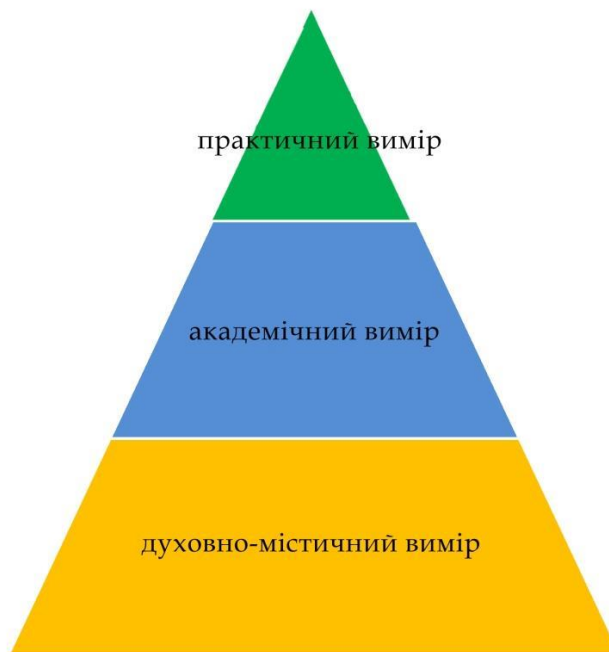 практичний вимір
академічний вимір
духовно-містичний вимір